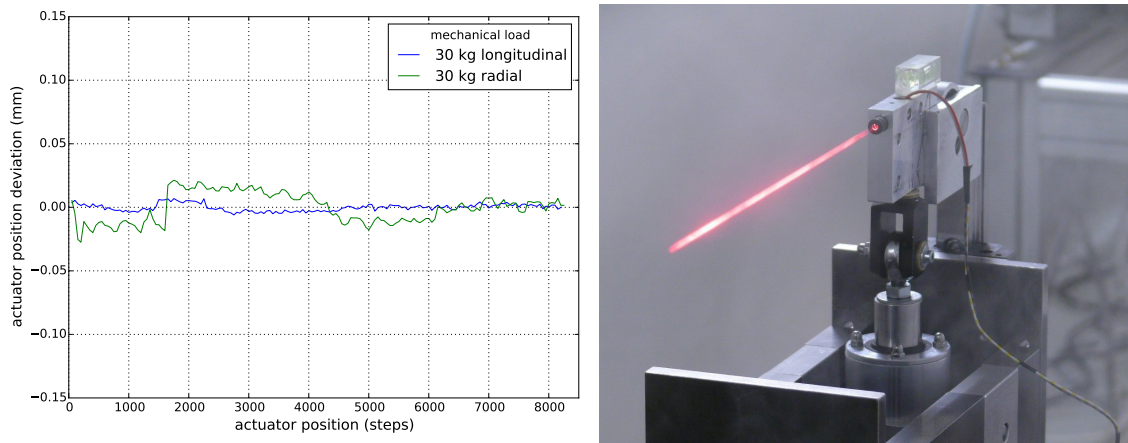 mechanical load
30 kg longitudinal
30 kg radial
0.15
0.10
0.05
0.00
−0.05
−0.10
−0.15
0 1000 2000 3000 4000 5000 6000 7000 8000
actuator position (steps)
actuator position deviation (mm)